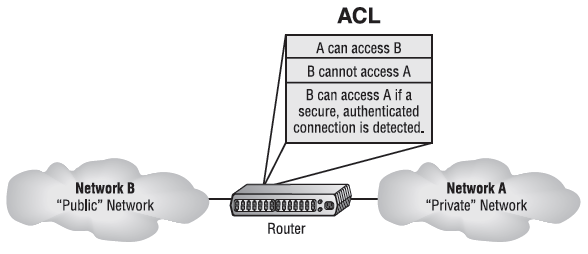 ACL
A can access B
B cannot access A
B can access A if a
secure, authenticated
connection is detected.
Network B
"Public" Network
Router
Network A
"Private" Network